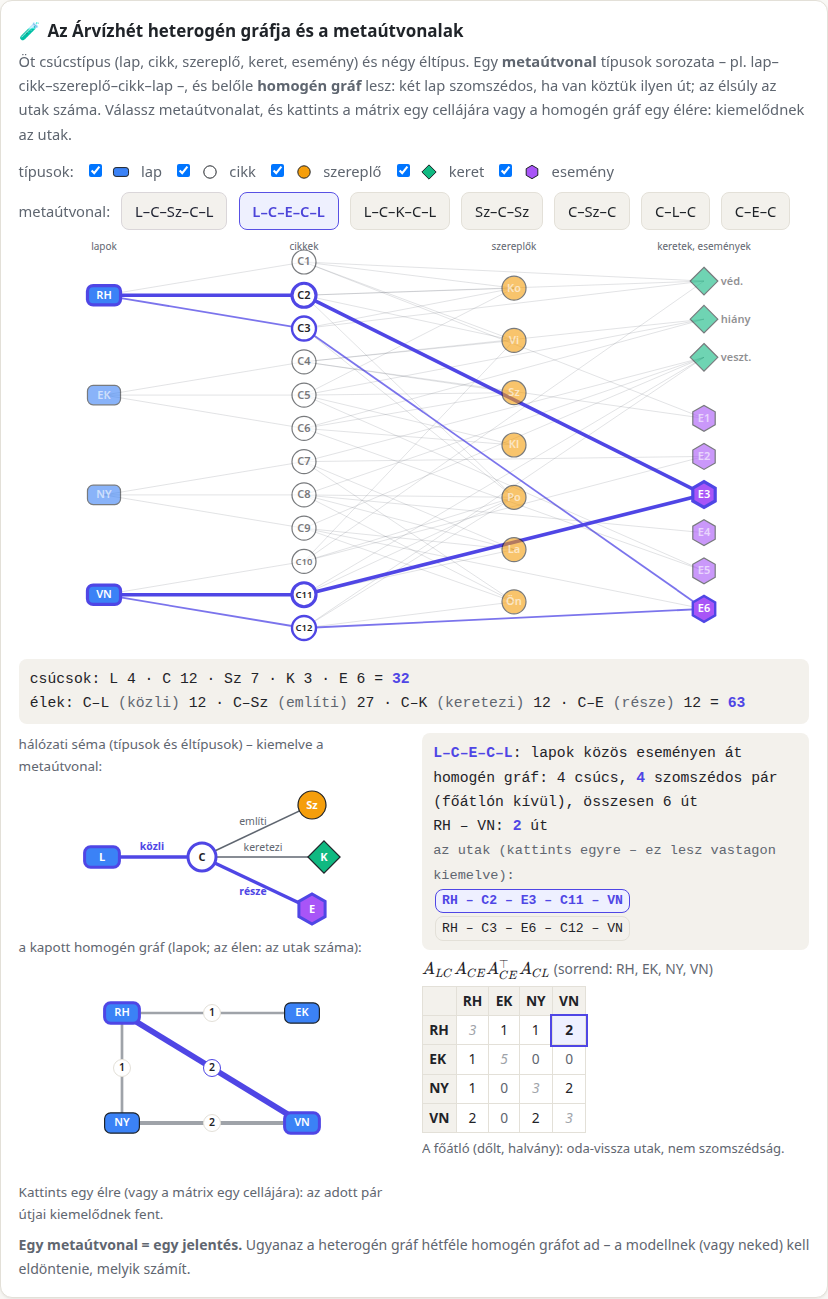 🧪 Az Árvízhét heterogén gráfja és a metaútvonalak
Öt csúcstípus (lap, cikk, szereplő, keret, esemény) és négy éltípus. Egy metaútvonal típusok sorozata – pl. lap–
cikk–szereplő–cikk–lap –, és belőle homogén gráf lesz: két lap szomszédos, ha van köztük ilyen út; az élsúly az
utak száma. Válassz metaútvonalat, és kattints a mátrix egy cellájára vagy a homogén gráf egy élére: kiemelődnek
az utak.
típusok: lap cikk szereplő keret esemény
metaútvonal: L–C–Sz–C–L L–C–E–C–L L–C–K–C–L Sz–C–Sz C–Sz–C C–L–C C–E–C
lapok cikkek szereplők keretek, események
RH
EK
NY
VN
C1
C2
C3
C4
C5
C6
C7
C8
C9
C10
C11
C12
Ko
Vi
Sz
Kl
Po
La
Ön
véd.
hiány
veszt.
E1
E2
E3
E4
E5
E6
csúcsok: L 4 · C 12 · Sz 7 · K 3 · E 6 = 32
élek: C–L (közli) 12 · C–Sz (említi) 27 · C–K (keretezi) 12 · C–E (része) 12 = 63
hálózati séma (típusok és éltípusok) – kiemelve a
metaútvonal:
L
közli
C
említi
Sz
keretezi
K
része
E
a kapott homogén gráf (lapok; az élen: az utak száma):
RH 1 EK
1 2
NY 2 VN
Kattints egy élre (vagy a mátrix egy cellájára): az adott pár
útjai kiemelődnek fent.
L–C–E–C–L: lapok közös eseményen át
homogén gráf: 4 csúcs, 4 szomszédos pár
(főátlón kívül), összesen 6 út
RH – VN: 2 út
az utak (kattints egyre – ez lesz vastagon
kiemelve):
RH – C2 – E3 – C11 – VN
RH – C3 – E6 – C12 – VN
A_LC A_CE A_CE^⊤ A_CL (sorrend: RH, EK, NY, VN)
RH EK NY VN
RH 3 1 1 2
EK 1 5 0 0
NY 1 0 3 2
VN 2 0 2 3
A főátló (dőlt, halvány): oda-vissza utak, nem szomszédság.
Egy metaútvonal = egy jelentés. Ugyanaz a heterogén gráf hétféle homogén gráfot ad – a modellnek (vagy neked) kell
eldöntenie, melyik számít.